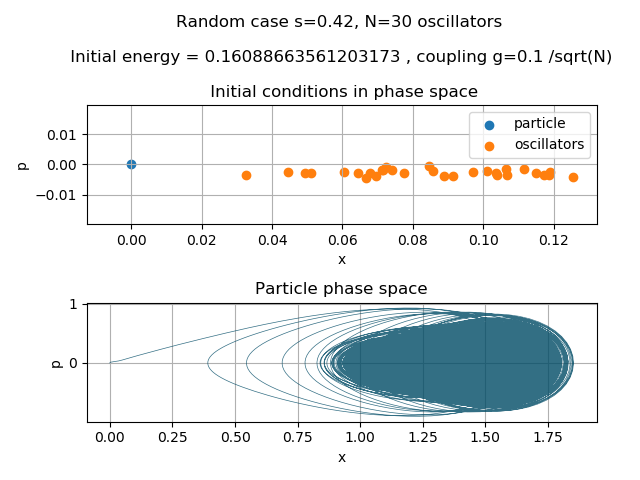 Random case s=0.42, N=30 oscillators
Initial energy = 0.16088663561203173 , coupling g=0.1 /sqrt(N)
Initial conditions in phase space
particle
oscillators
p
0.01
0.00
−0.01
0.00 0.02 0.04 0.06 0.08 0.10 0.12
x
Particle phase space
p
1
0
0.00 0.25 0.50 0.75 1.00 1.25 1.50 1.75
x